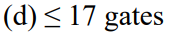 (d) ≤ 17 gates